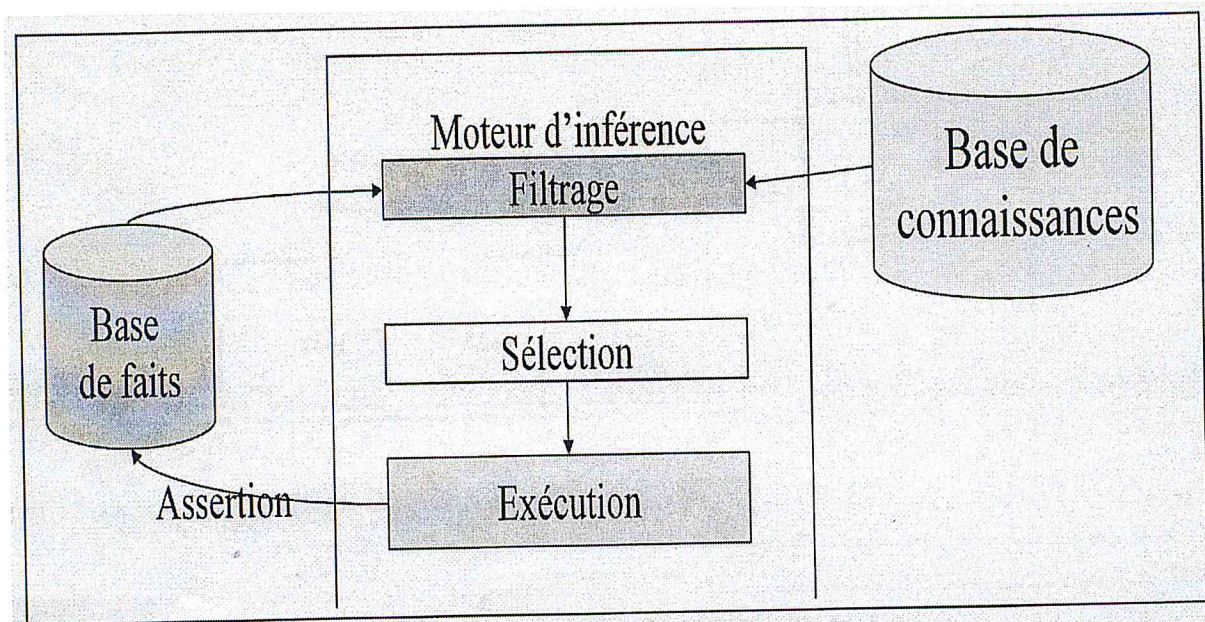 Moteur d'inférence
Filtrage
Base de
connaissances
Base
de faits
Sélection
Assertion
Exécution